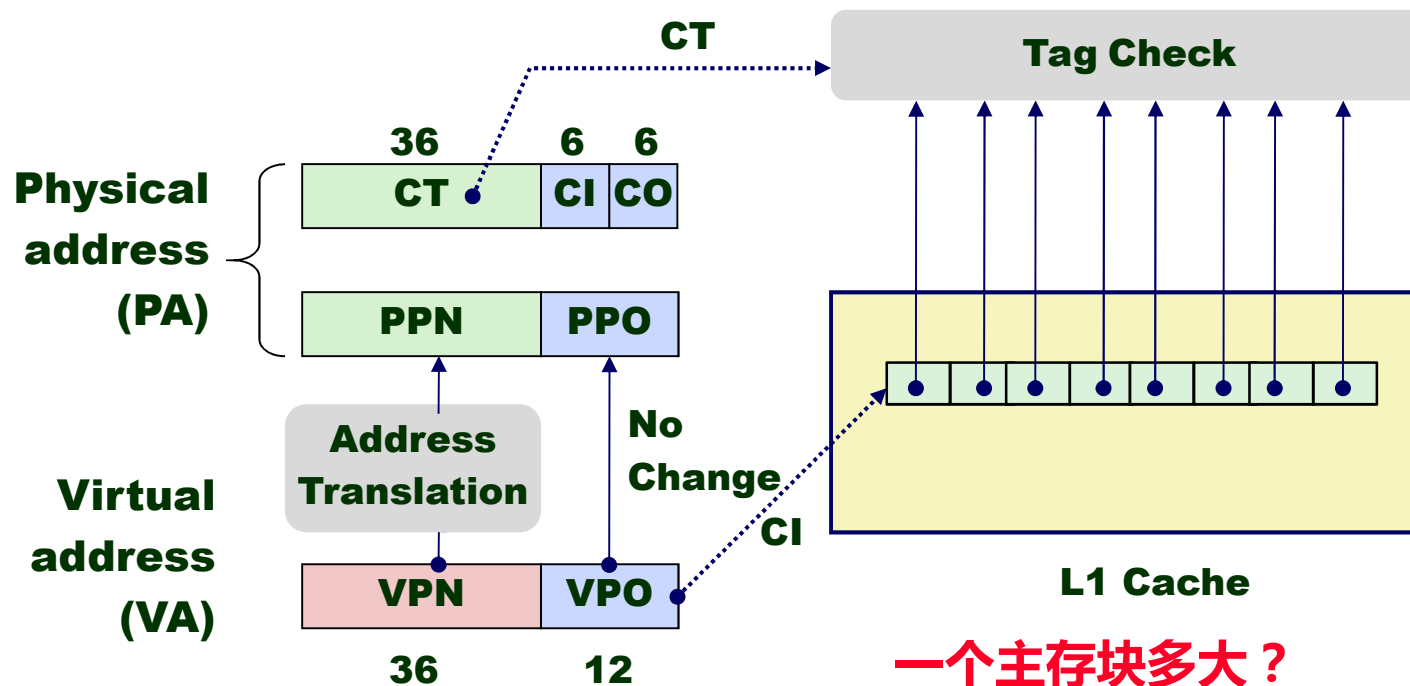 CT
Tag Check
36
6
6
Physical
address
(PA)
CT
CI
CO
PPN
PPO
Address
Translation
No
Change
CI
Virtual
address
(VA)
VPN
VPO
36
12
L1 Cache
一个主存块多大？